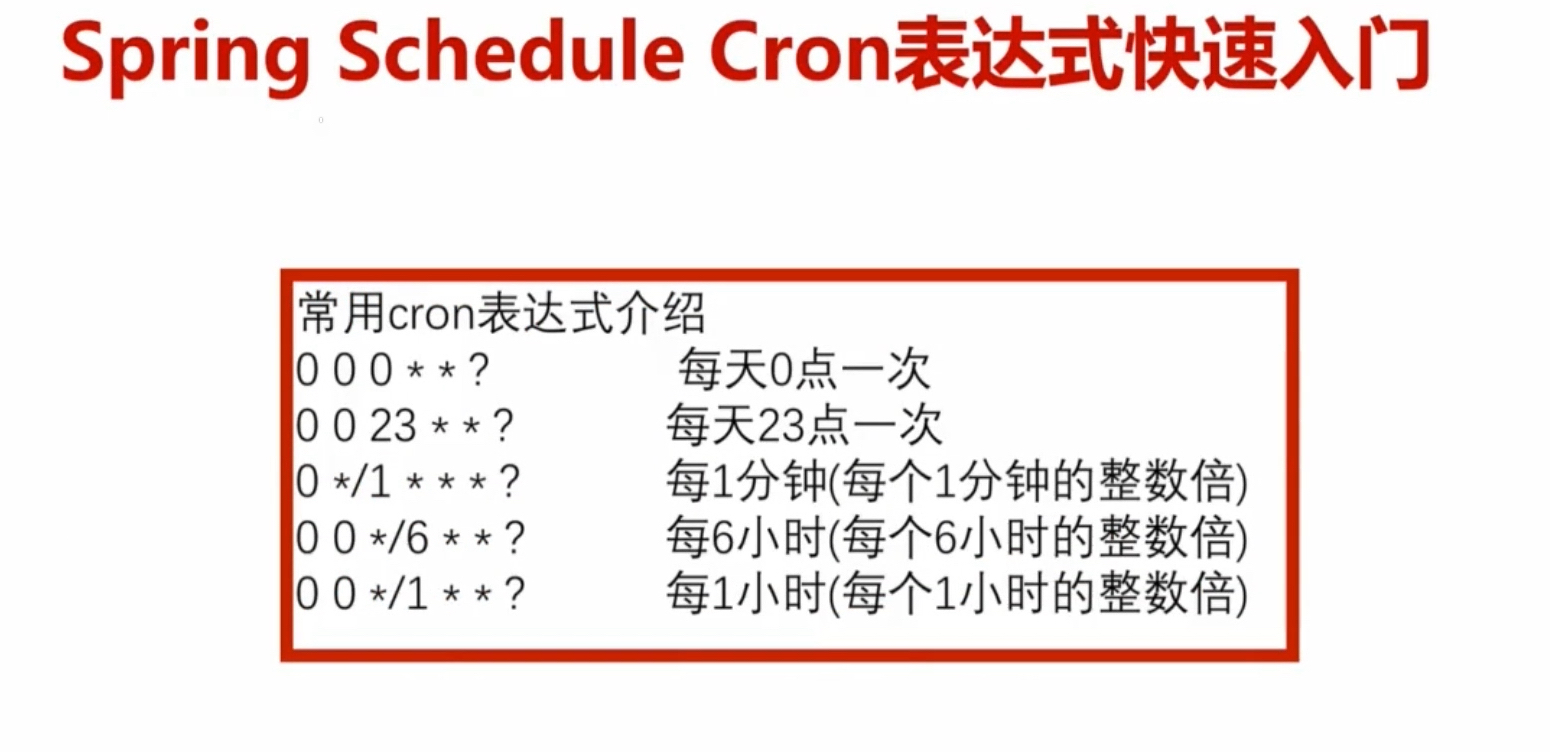 Spring Schedule Cron表达式快速入门
常用cron表达式介绍
0 0 0 * * ? 每天0点一次
0 0 23 * * ? 每天23点一次
0 */1 * * * ? 每1分钟(每个1分钟的整数倍)
0 0 */6 * * ? 每6小时(每个6小时的整数倍)
0 0 */1 * * ? 每1小时(每个1小时的整数倍)